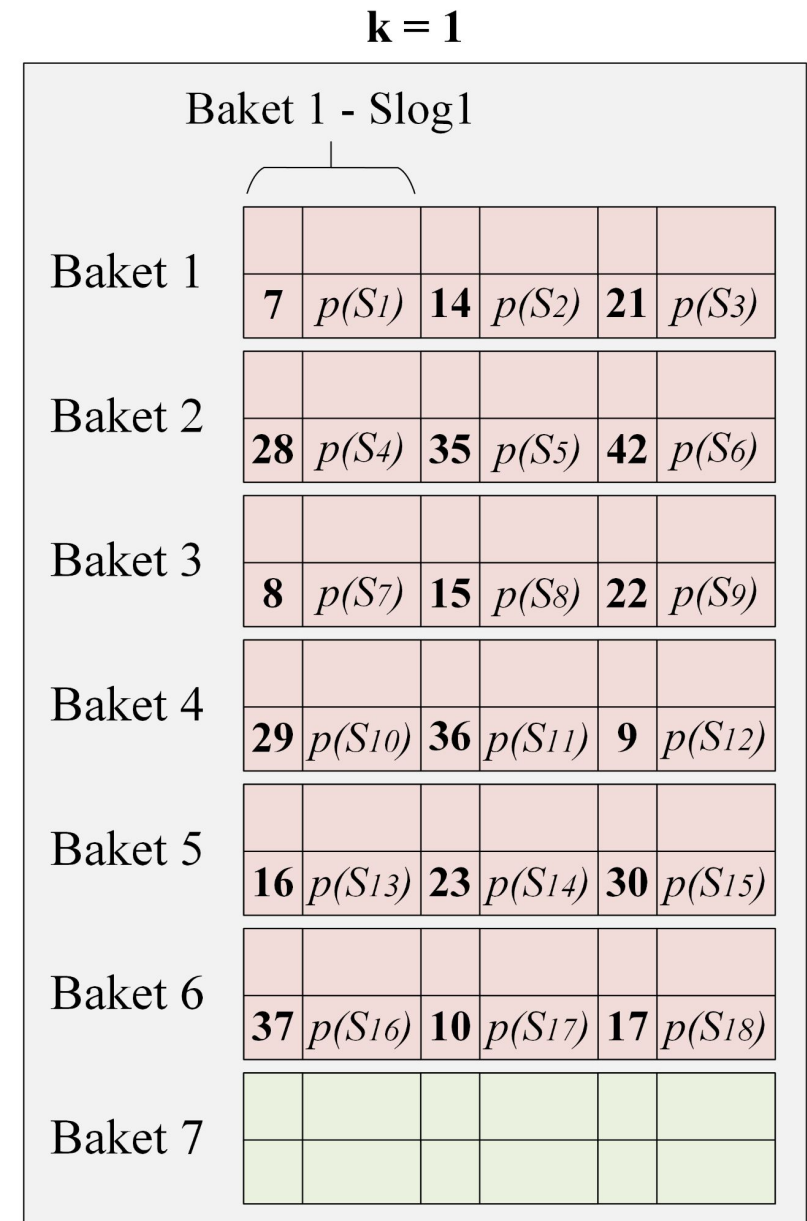 k = 1
Baket 1 - Slog1
Baket 1
7 p(S1) 14 p(S2) 21 p(S3)
Baket 2
28 p(S4) 35 p(S5) 42 p(S6)
Baket 3
8 p(S7) 15 p(S8) 22 p(S9)
Baket 4
29 p(S10) 36 p(S11) 9 p(S12)
Baket 5
16 p(S13) 23 p(S14) 30 p(S15)
Baket 6
37 p(S16) 10 p(S17) 17 p(S18)
Baket 7